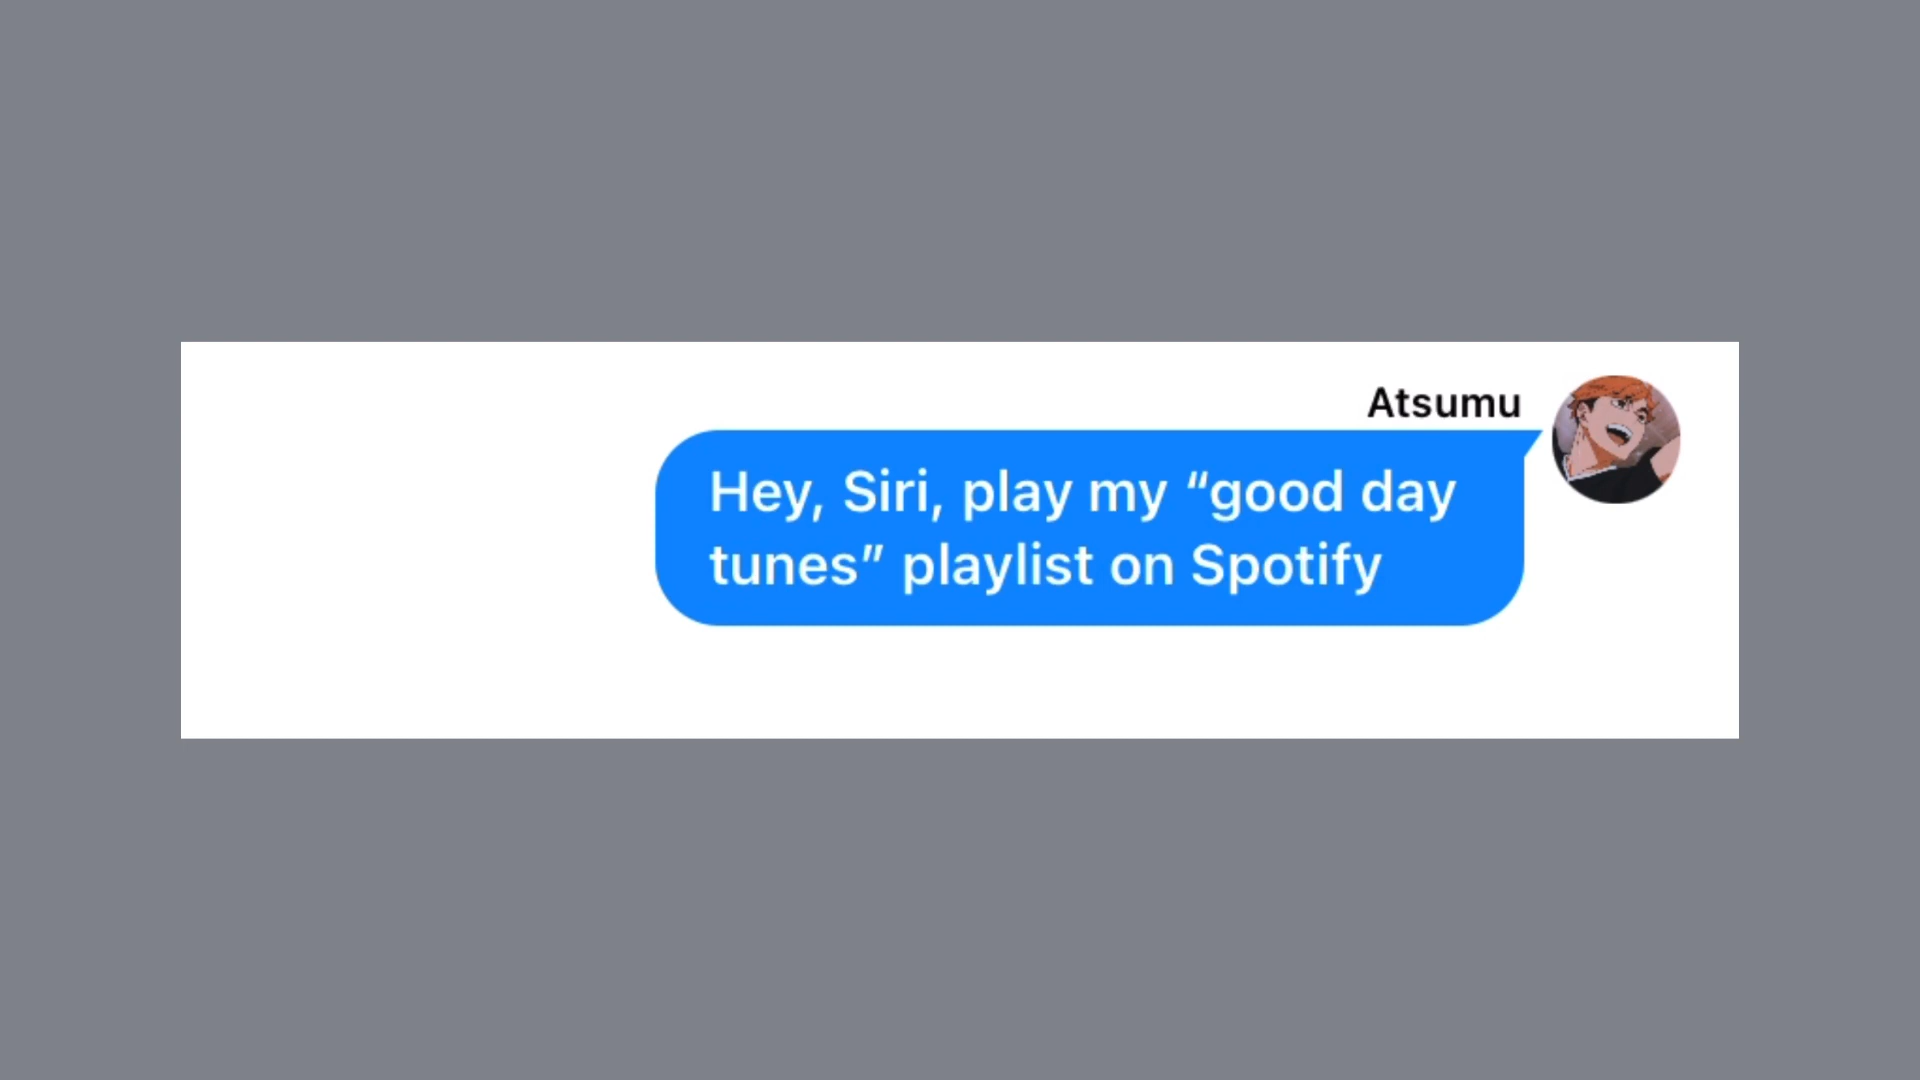 Atsumu
Hey, Siri, play my “good day
tunes” playlist on Spotify